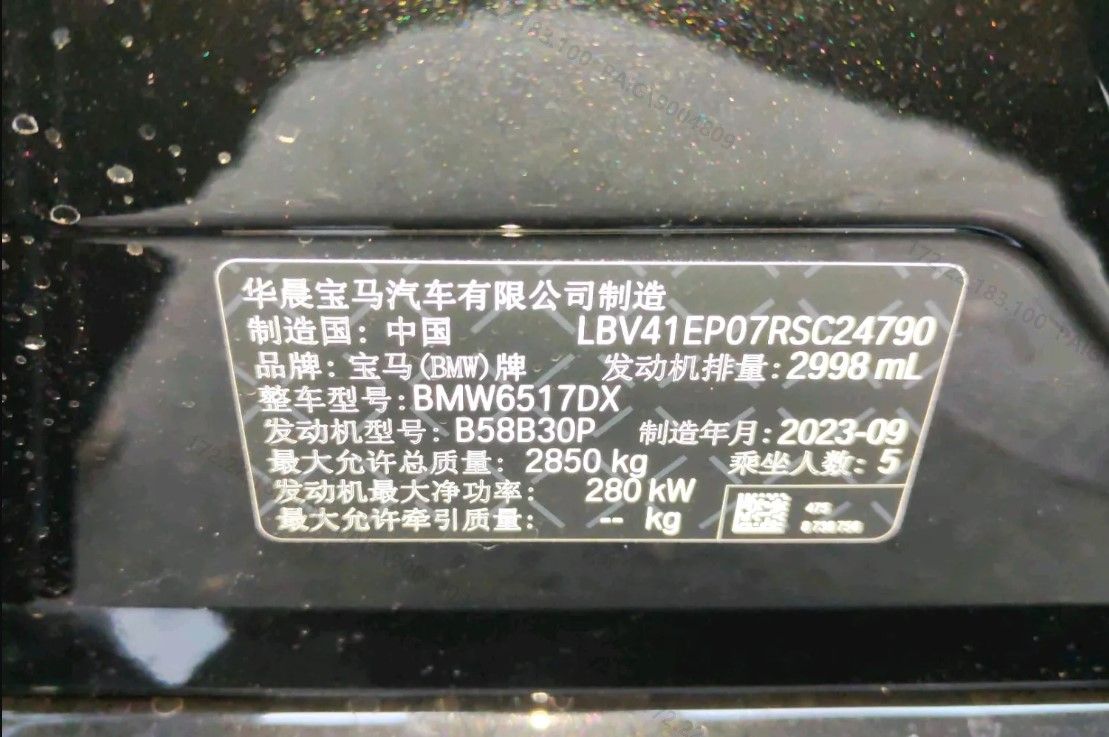 华晨宝马汽车有限公司制造
制造国：中国 LBV41EP07RSC24790
品牌：宝马(BMW)牌 发动机排量：2998 mL
整车型号：BMW6517DX
发动机型号：B58B30P 制造年月：2023-09
最大允许总质量：2850 kg 乘坐人数：5
发动机最大净功率：280 kW
最大允许牵引质量：-- kg
475